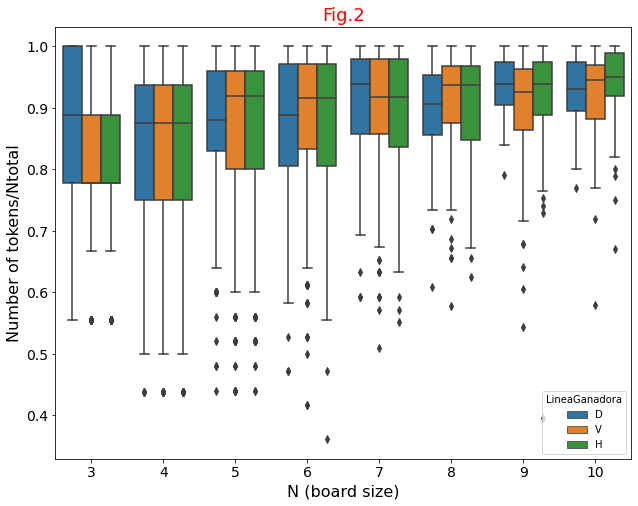 Fig.2
Number of tokens/Ntotal
1.0
0.9
0.8
0.7
0.6
0.5
0.4
LineaGanadora
D
V
H
3 4 5 6 7 8 9 10
N (board size)